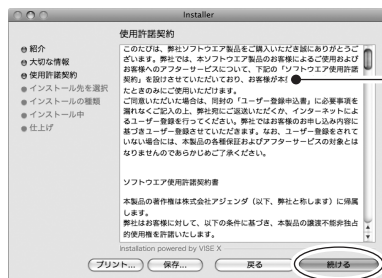 Installer
使用許諾契約
紹介
大切な情報
使用許諾契約
インストール先を選択
インストールの種類
インストール中
仕上げ
このたびは、弊社ソフトウエア製品をご購入いただき誠にありがとうご
ざいます。弊社では、本ソフトウエア製品のお客様によるご使用および
お客様へのアフターサービスについて、下記の「ソフトウエア使用許諾
契約」を設けさせていただいており、お客様が本
たときのみにご使用いただけます。
ご同意いただいた場合は、同封の「ユーザー登録申込書」に必要事項を
漏れなくご記入の上、弊社宛にご返送いただくか、インターネットによ
るユーザー登録を行ってください。弊社ではお客様のお申し込み内容に
基づきユーザー登録させていただきます。なお、ユーザー登録をされて
いない場合には、本製品の各種保証およびアフターサービスの対象とは
なりませんのであらかじめご了承ください。
ソフトウエア使用許諾契約書
本製品の著作権は株式会社アジェンダ（以下、弊社と称します）に帰属
します。
弊社はお客様に対して、以下の条件に基づき、本製品の譲渡不能非独占
的使用権を許諾いたします。
Installation powered by VISE X
プリント... 保存... 戻る 続ける